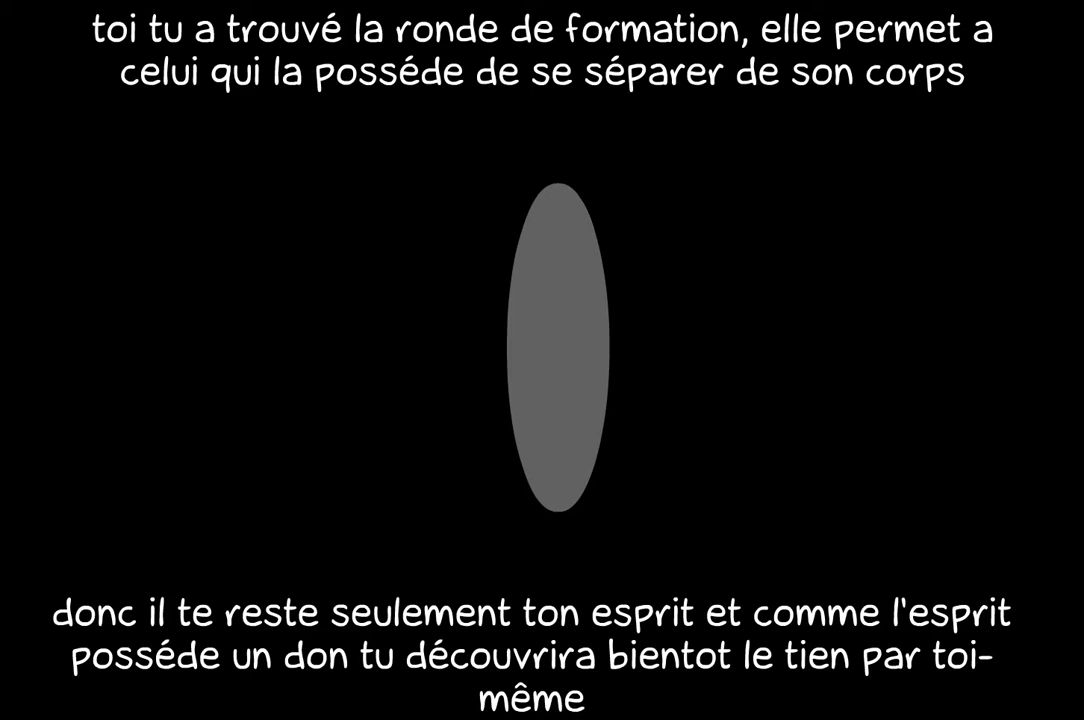 toi tu a trouvé la ronde de formation, elle permet a
celui qui la posséde de se séparer de son corps
donc il te reste seulement ton esprit et comme l'esprit
posséde un don tu découvrira bientot le tien par toi-
même